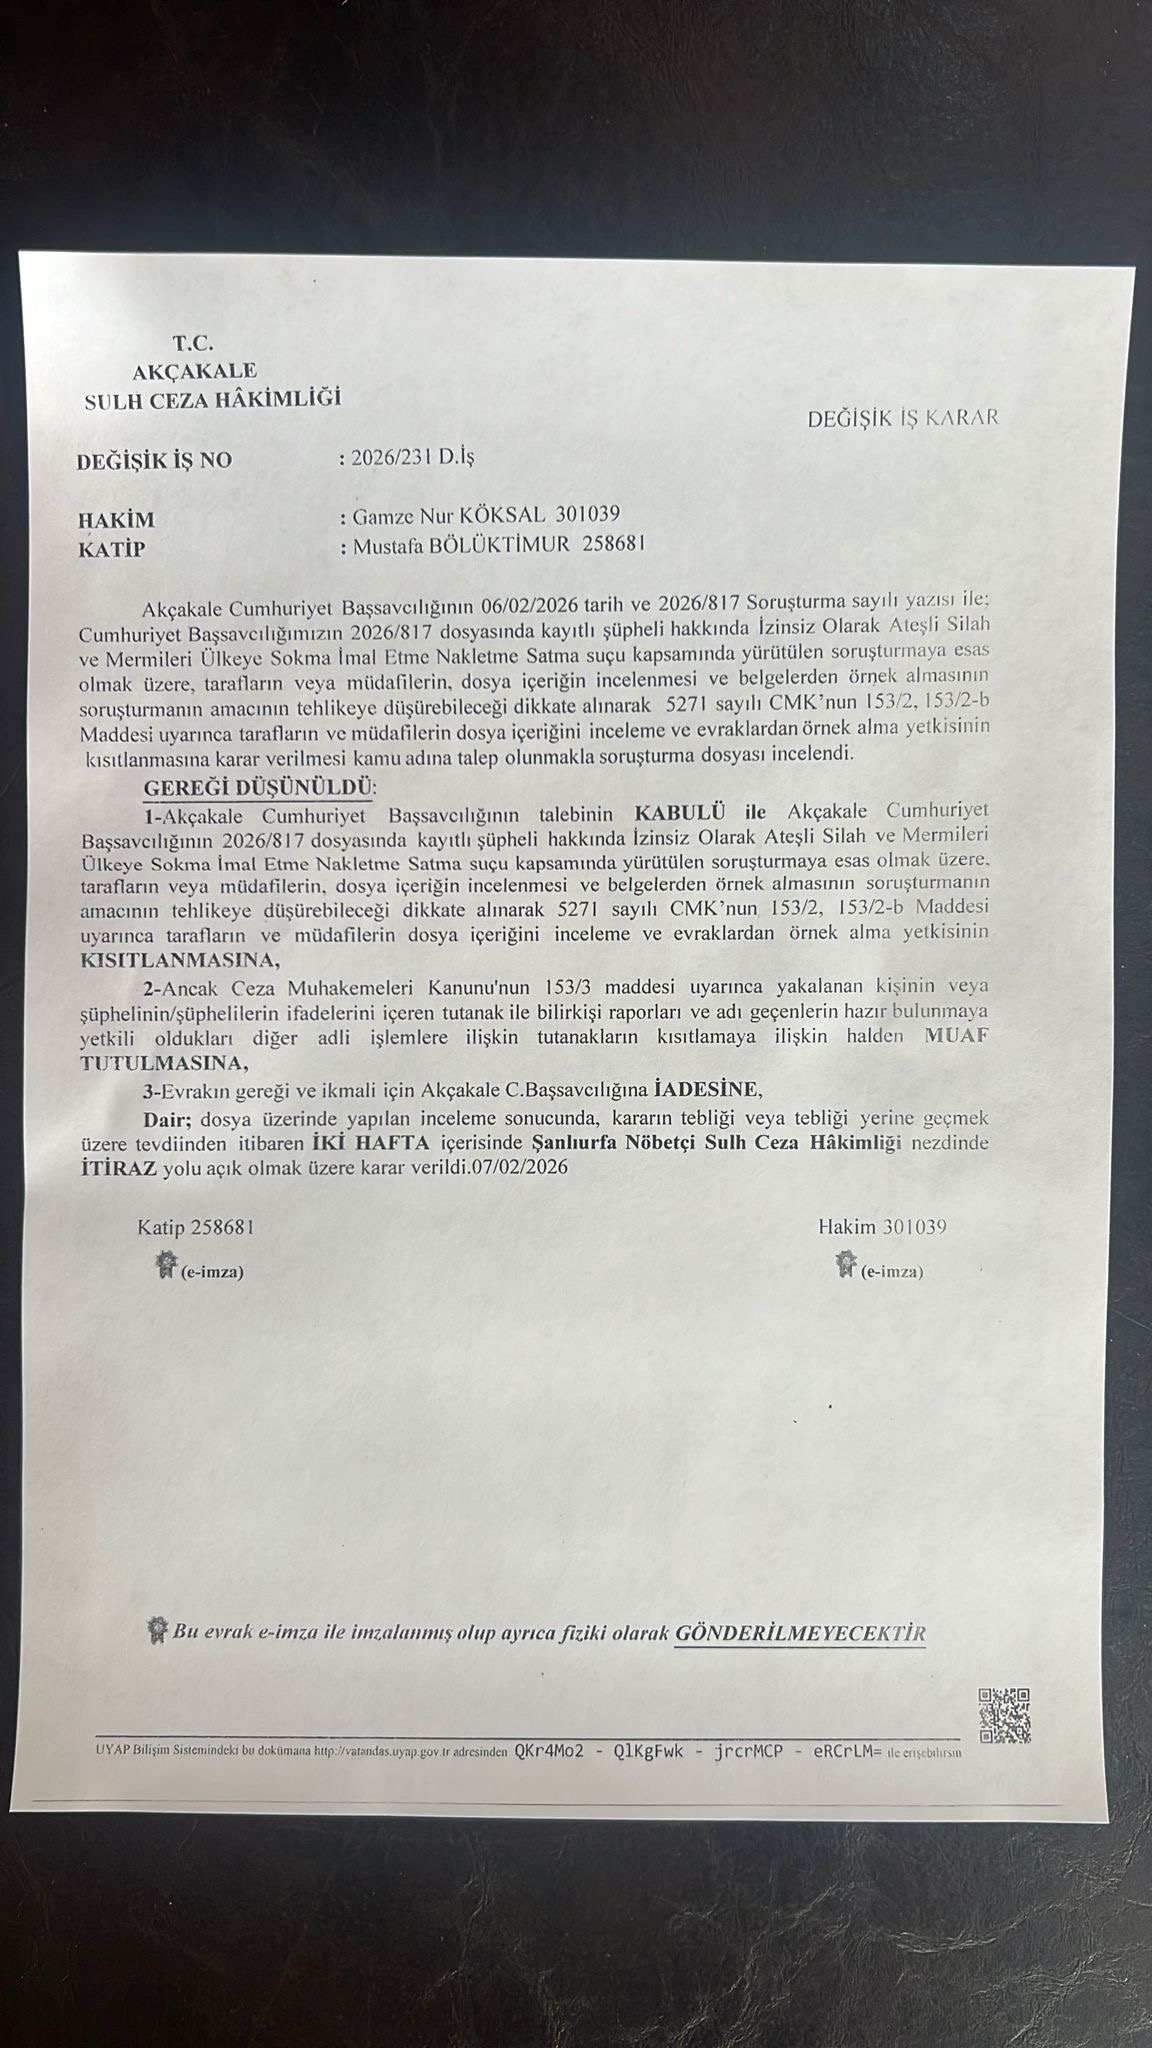 T.C.
AKÇAKALE
SULH CEZA HÂKİMLİĞİ
DEĞİŞİK İŞ KARAR
DEĞİŞİK İŞ NO : 2026/231 D.İş
HAKİM : Gamze Nur KÖKSAL 301039
KATİP : Mustafa BÖLÜKTİMUR 258681
Akçakale Cumhuriyet Başsavcılığının 06/02/2026 tarih ve 2026/817 Soruşturma sayılı yazısı ile;
Cumhuriyet Başsavcılığımızın 2026/817 dosyasında kayıtlı şüpheli hakkında İzinsiz Olarak Ateşli Silah
ve Mermileri Ülkeye Sokma İmal Etme Nakletme Satma suçu kapsamında yürütülen soruşturmaya esas
olmak üzere, tarafların veya müdafilerin, dosya içeriğin incelenmesi ve belgelerden örnek almasının
soruşturmanın amacının tehlikeye düşürebileceği dikkate alınarak 5271 sayılı CMK’nun 153/2, 153/2-b
Maddesi uyarınca tarafların ve müdafilerin dosya içeriğini inceleme ve evraklardan örnek alma yetkisinin
kısıtlanmasına karar verilmesi kamu adına talep olunmakla soruşturma dosyası incelendi.
GEREĞİ DÜŞÜNÜLDÜ:
1-Akçakale Cumhuriyet Başsavcılığının talebinin KABULÜ ile Akçakale Cumhuriyet
Başsavcılığının 2026/817 dosyasında kayıtlı şüpheli hakkında İzinsiz Olarak Ateşli Silah ve Mermileri
Ülkeye Sokma İmal Etme Nakletme Satma suçu kapsamında yürütülen soruşturmaya esas olmak üzere,
tarafların veya müdafilerin, dosya içeriğin incelenmesi ve belgelerden örnek almasının soruşturmanın
amacının tehlikeye düşürebileceği dikkate alınarak 5271 sayılı CMK’nun 153/2, 153/2-b Maddesi
uyarınca tarafların ve müdafilerin dosya içeriğini inceleme ve evraklardan örnek alma yetkisinin
KISITLANMASINA,
2-Ancak Ceza Muhakemeleri Kanunu'nun 153/3 maddesi uyarınca yakalanan kişinin veya
şüphelinin/şüphelilerin ifadelerini içeren tutanak ile bilirkişi raporları ve adı geçenlerin hazır bulunmaya
yetkili oldukları diğer adli işlemlere ilişkin tutanakların kısıtlamaya ilişkin halden MUAF
TUTULMASINA,
3-Evrakın gereği ve ikmali için Akçakale C.Başsavcılığına İADESİNE,
Dair; dosya üzerinde yapılan inceleme sonucunda, kararın tebliği veya tebliği yerine geçmek
üzere tevdiinden itibaren İKİ HAFTA içerisinde Şanlıurfa Nöbetçi Sulh Ceza Hâkimliği nezdinde
İTİRAZ yolu açık olmak üzere karar verildi.07/02/2026
Katip 258681 Hakim 301039
(e-imza) (e-imza)
Bu evrak e-imza ile imzalanmış olup ayrıca fiziki olarak GÖNDERİLMEYECEKTİR
UYAP Bilişim Sistemindeki bu dokümana http://vatandas.uyap.gov.tr adresinden QKr4Mo2 - QlKgFwk - jrcrMCP - eRCrLM= ile erişebilirsin